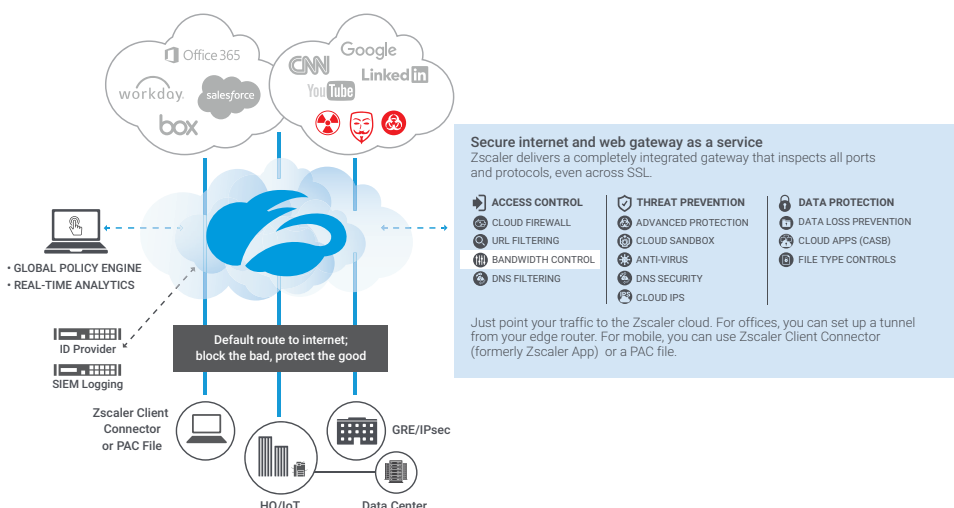 Office 365
workday.
salesforce
box
Google
CNN
LinkedIn
YouTube
Secure internet and web gateway as a service
Zscaler delivers a completely integrated gateway that inspects all ports
and protocols, even across SSL.
ACCESS CONTROL
CLOUD FIREWALL
URL FILTERING
BANDWIDTH CONTROL
DNS FILTERING
THREAT PREVENTION
ADVANCED PROTECTION
CLOUD SANDBOX
ANTI-VIRUS
DNS SECURITY
CLOUD IPS
DATA PROTECTION
DATA LOSS PREVENTION
CLOUD APPS (CASB)
FILE TYPE CONTROLS
Just point your traffic to the Zscaler cloud. For offices, you can set up a tunnel
from your edge router. For mobile, you can use Zscaler Client Connector
(formerly Zscaler App) or a PAC file.
• GLOBAL POLICY ENGINE
• REAL-TIME ANALYTICS
ID Provider
SIEM Logging
Default route to internet;
block the bad, protect the good
Zscaler Client
Connector
or PAC File
GRE/IPsec
HQ/IoT
Data Center